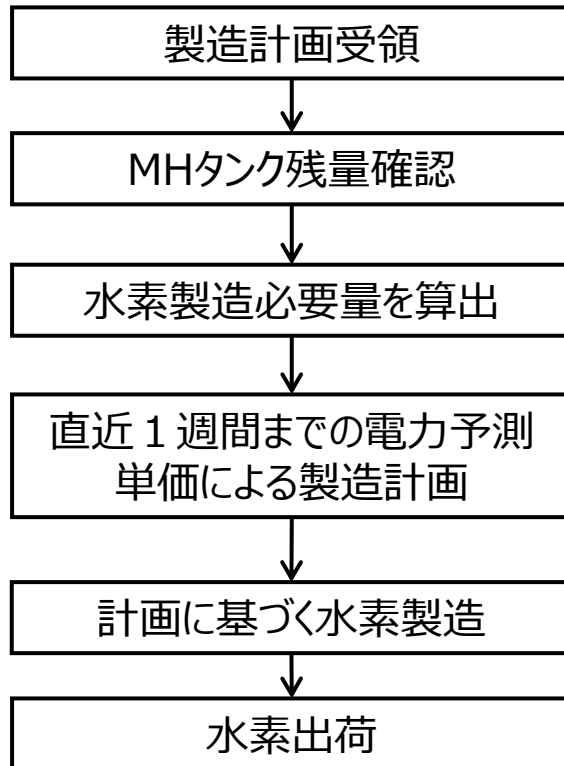 製造計画受領
MHタンク残量確認
水素製造必要量を算出
直近１週間までの電力予測
単価による製造計画
計画に基づく水素製造
水素出荷